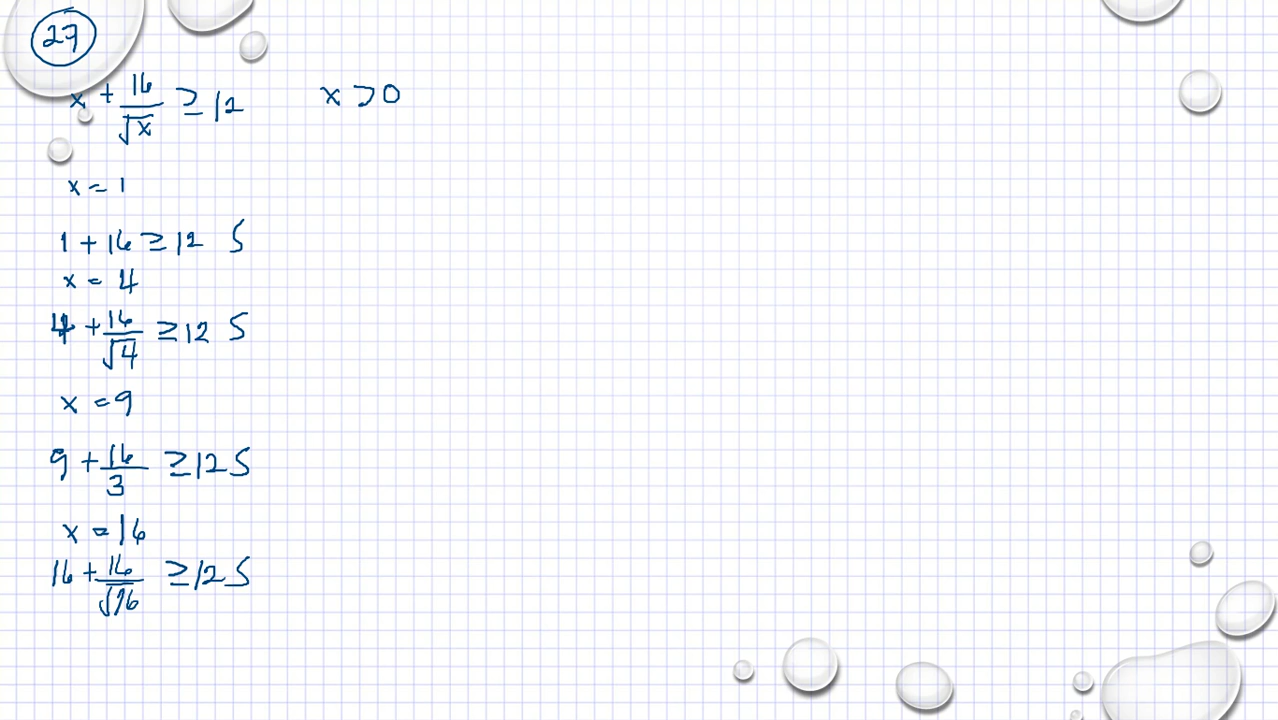 27
x + 16/√x ≥ 12    x > 0
x = 1
1 + 16 ≥ 12 S
x = 4
4 + 16/√4 ≥ 12 S
x = 9
9 + 16/3 ≥ 12 S
x = 16
16 + 16/√16 ≥ 12 S